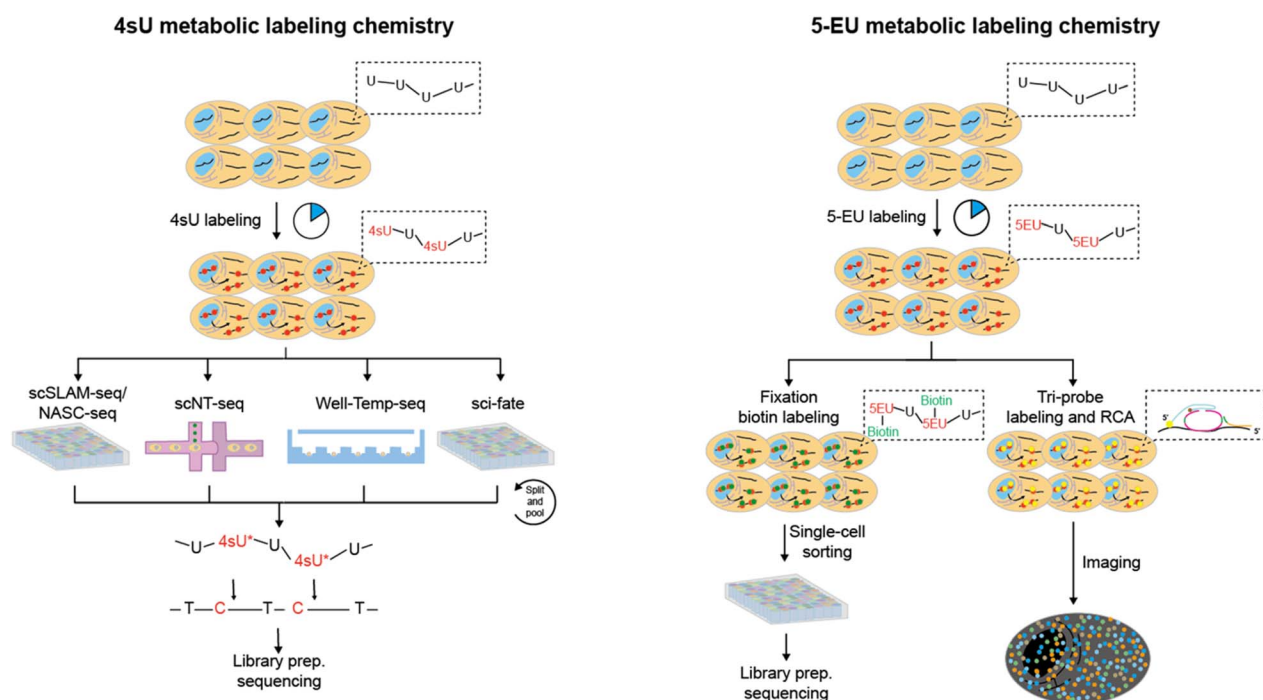 4sU metabolic labeling chemistry
U U U U
4sU labeling
4sU U 4sU U
scSLAM-seq/
NASC-seq
scNT-seq
Well-Temp-seq
sci-fate
Split
and
pool
U 4sU* U 4sU* U
T C T C T
Library prep.
sequencing
5-EU metabolic labeling chemistry
U U U U
5-EU labeling
5EU U 5EU U
Fixation
biotin labeling
Biotin
5EU U 5EU U
Biotin
Single-cell
sorting
Library prep.
sequencing
Tri-probe
labeling and RCA
5' 5'
Imaging